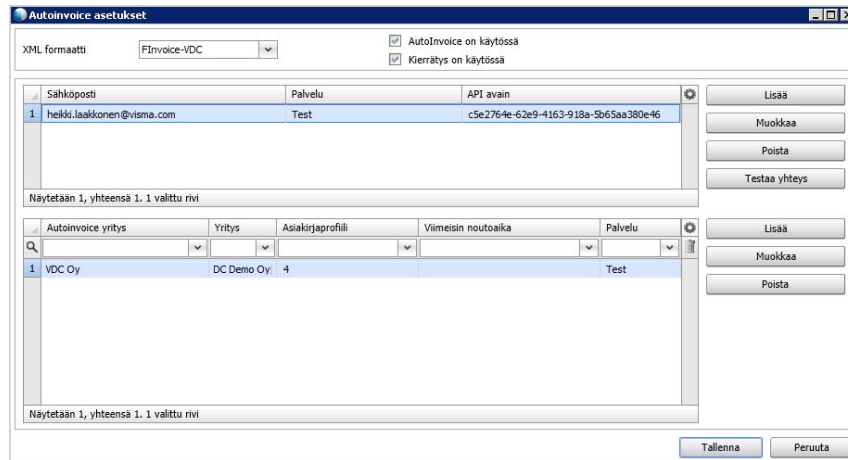 Autoinvoice asetukset
XML formaatti FInvoice-VDC
AutoInvoice on käytössä
Kierrätys on käytössä
Sähköposti Palvelu API avain
1 heikki.laakkonen@visma.com Test c5e2764e-62e9-4163-918a-5b65aa380e46
Lisää
Muokkaa
Poista
Testaa yhteys
Näytetään 1, yhteensä 1. 1 valittu rivi
Autoinvoice yritys Yritys Asiakirjaprofiili Viimeisin noutoaika Palvelu
1 VDC Oy DC Demo Oy 4 Test
Lisää
Muokkaa
Poista
Näytetään 1, yhteensä 1. 1 valittu rivi
Tallenna Peruuta